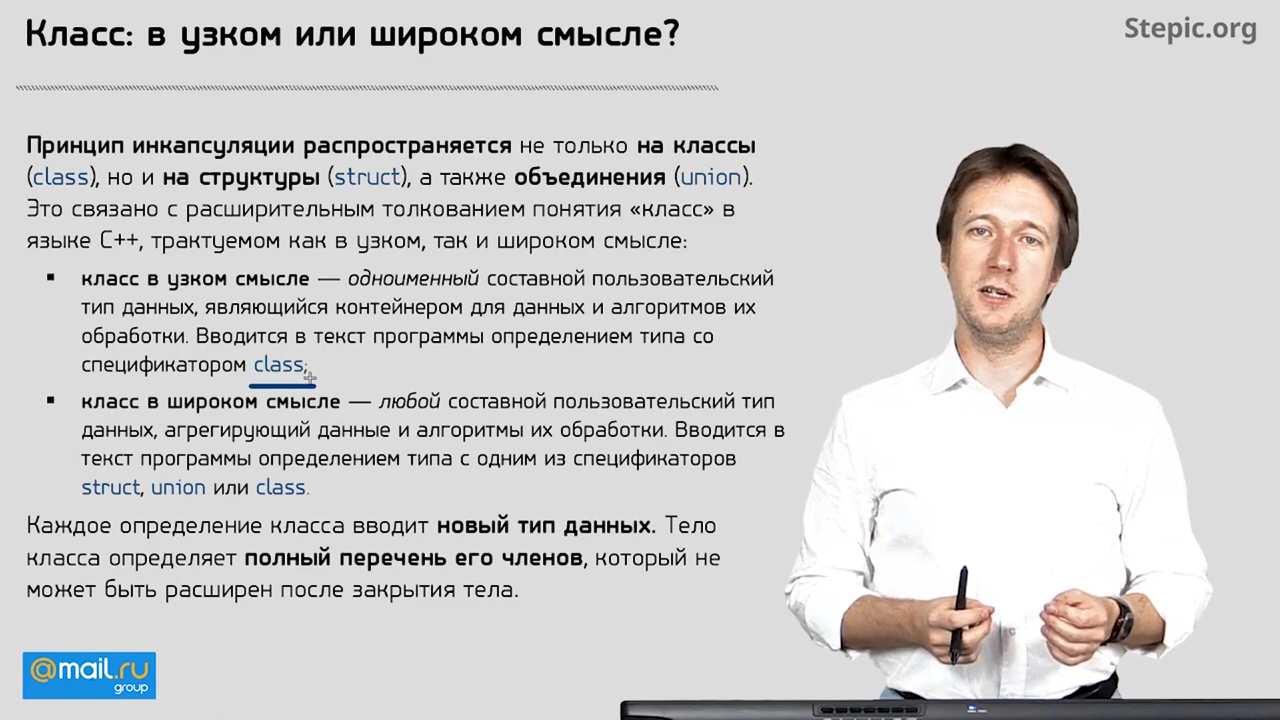 Класс: в узком или широком смысле?
Stepic.org
Принцип инкапсуляции распространяется не только на классы
(class), но и на структуры (struct), а также объединения (union).
Это связано с расширительным толкованием понятия «класс» в
языке C++, трактуемом как в узком, так и широком смысле:
▪ класс в узком смысле — одноименный составной пользовательский
тип данных, являющийся контейнером для данных и алгоритмов их
обработки. Вводится в текст программы определением типа со
спецификатором class;
▪ класс в широком смысле — любой составной пользовательский тип
данных, агрегирующий данные и алгоритмы их обработки. Вводится в
текст программы определением типа с одним из спецификаторов
struct, union или class.
Каждое определение класса вводит новый тип данных. Тело
класса определяет полный перечень его членов, который не
может быть расширен после закрытия тела.
@mail.ru
group